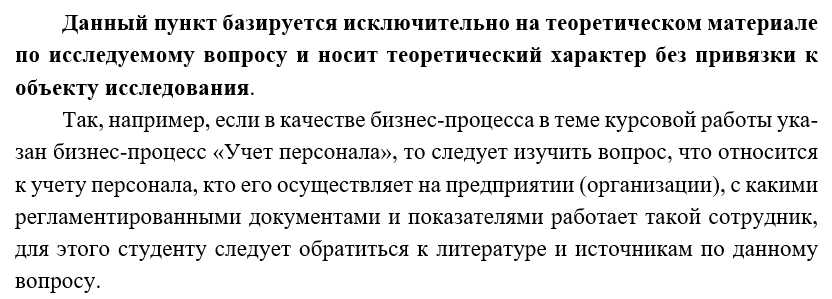 Данный пункт базируется исключительно на теоретическом материале
по исследуемому вопросу и носит теоретический характер без привязки к
объекту исследования.
Так, например, если в качестве бизнес-процесса в теме курсовой работы ука-
зан бизнес-процесс «Учет персонала», то следует изучить вопрос, что относится
к учету персонала, кто его осуществляет на предприятии (организации), с какими
регламентированными документами и показателями работает такой сотрудник,
для этого студенту следует обратиться к литературе и источникам по данному
вопросу.